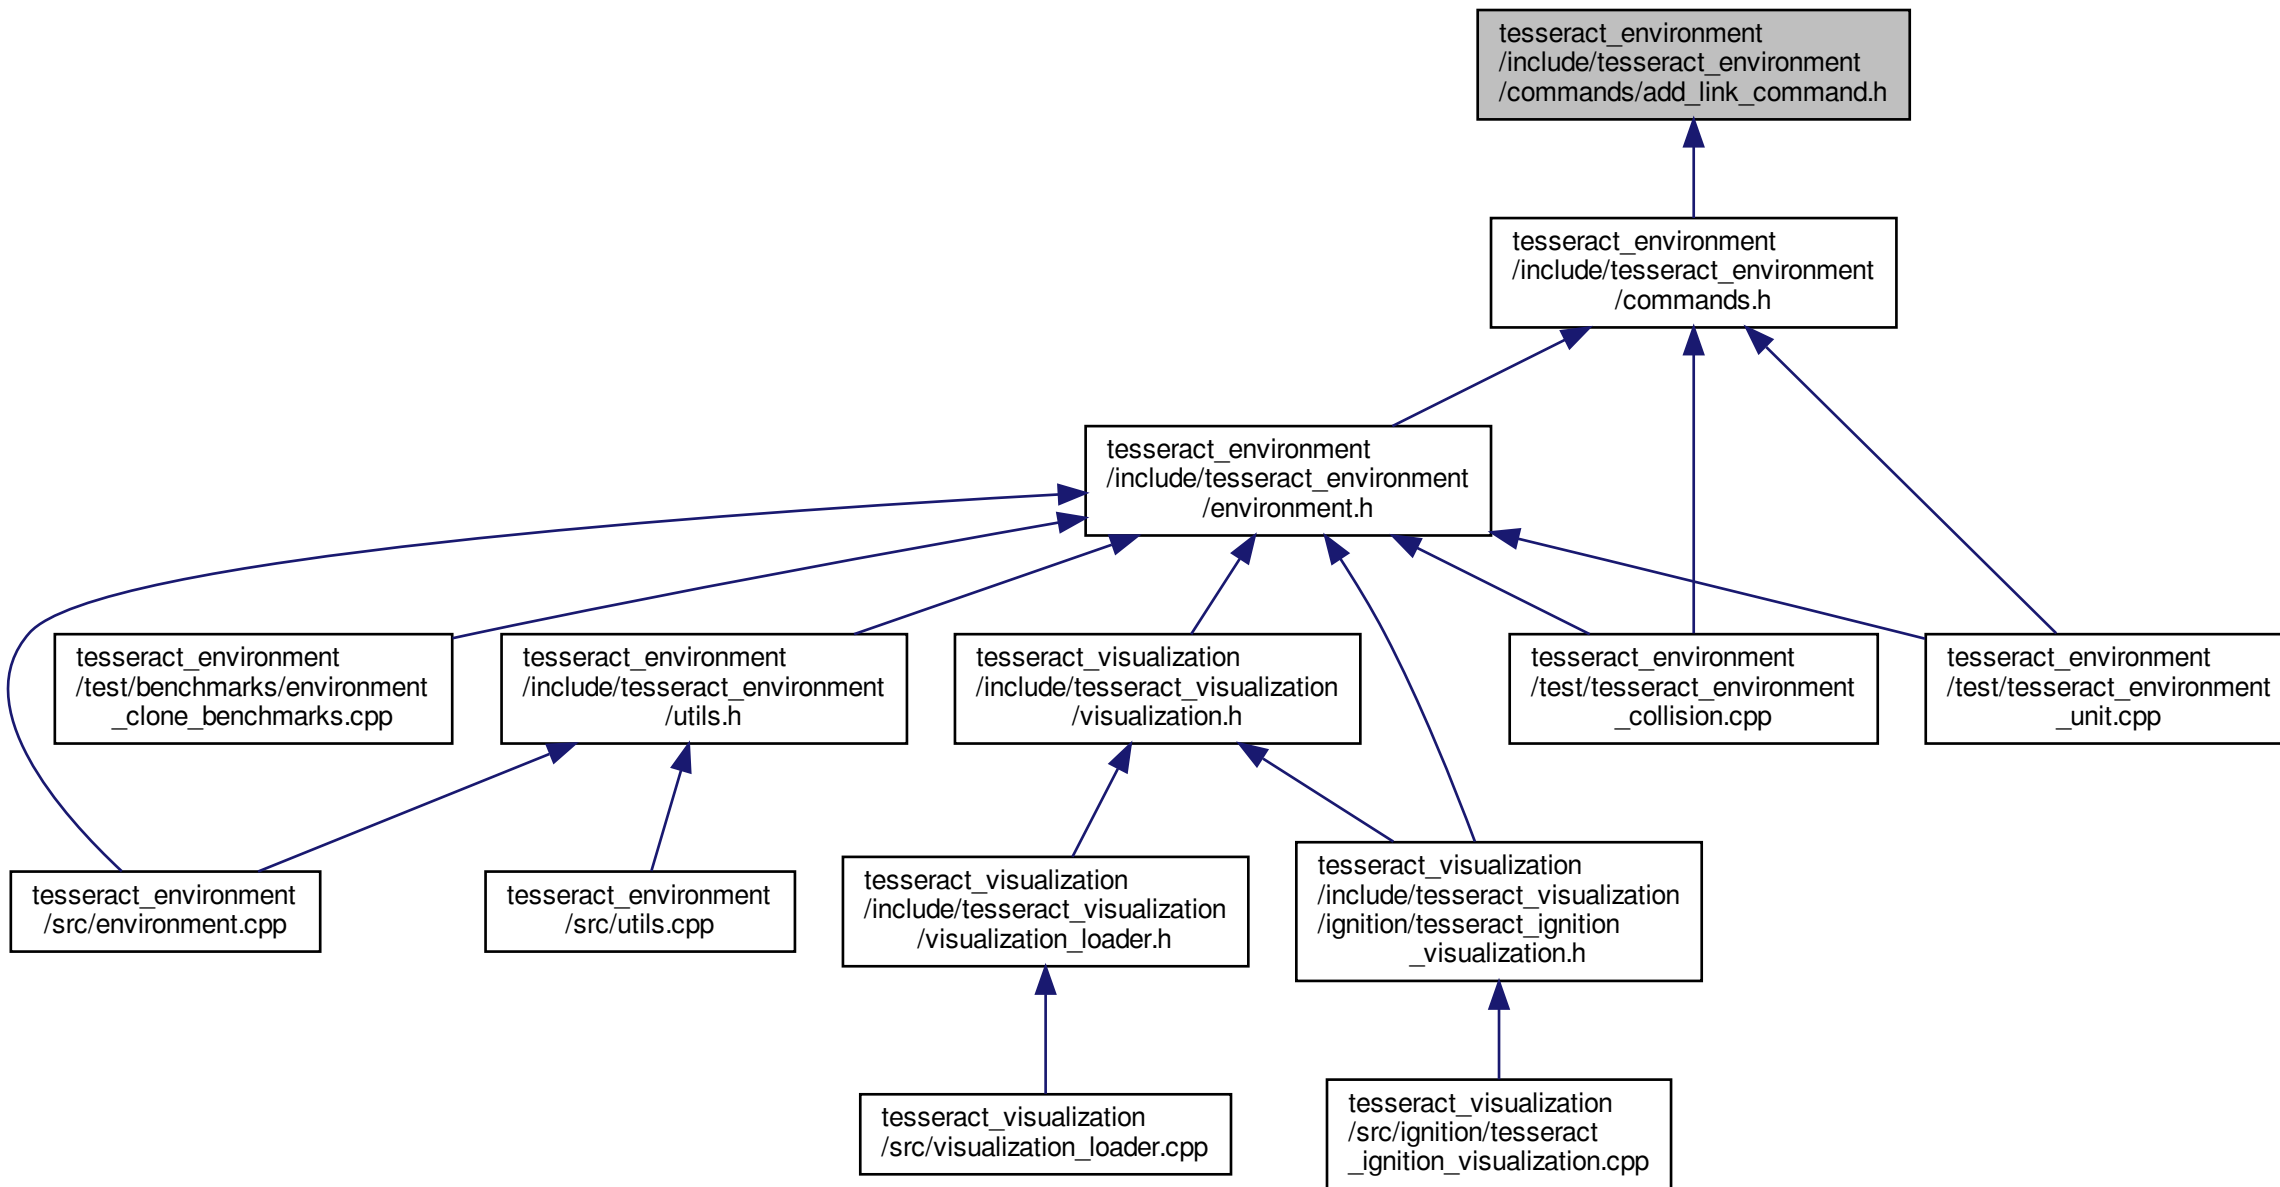 tesseract_environment
/include/tesseract_environment
/commands/add_link_command.h
tesseract_environment
/include/tesseract_environment
/commands.h
tesseract_environment
/include/tesseract_environment
/environment.h
tesseract_environment
/test/benchmarks/environment
_clone_benchmarks.cpp
tesseract_environment
/include/tesseract_environment
/utils.h
tesseract_visualization
/include/tesseract_visualization
/visualization.h
tesseract_environment
/test/tesseract_environment
_collision.cpp
tesseract_environment
/test/tesseract_environment
_unit.cpp
tesseract_environment
/src/environment.cpp
tesseract_environment
/src/utils.cpp
tesseract_visualization
/include/tesseract_visualization
/visualization_loader.h
tesseract_visualization
/include/tesseract_visualization
/ignition/tesseract_ignition
_visualization.h
tesseract_visualization
/src/visualization_loader.cpp
tesseract_visualization
/src/ignition/tesseract
_ignition_visualization.cpp